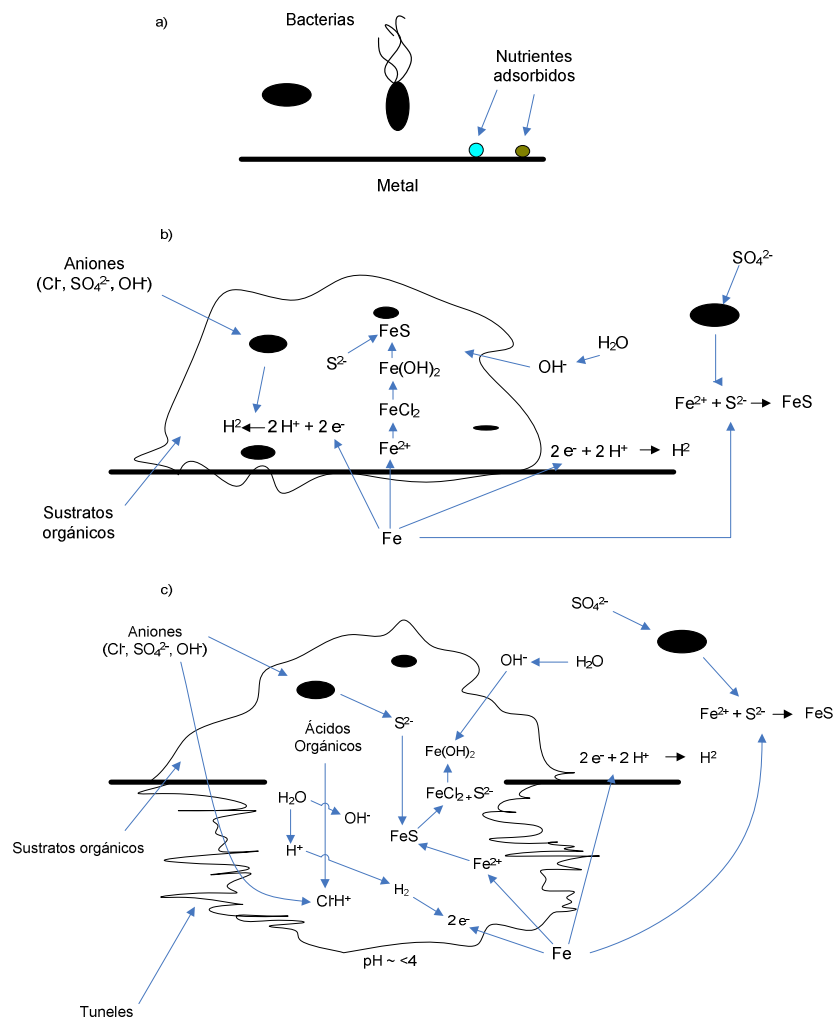 a)
Bacterias
Nutrientes
adsorbidos
Metal
b)
Aniones
(Cl-, SO₄²⁻, OH-)
SO₄²⁻
FeS
S²⁻
Fe(OH)₂
OH-
H₂O
FeCl₂
Fe²⁺ + S²⁻ → FeS
H² ← 2 H⁺ + 2 e-
Fe²⁺
2 e- + 2 H⁺ → H²
Sustratos
orgánicos
Fe
c)
SO₄²⁻
Aniones
(Cl-, SO₄²⁻, OH-)
OH-
H₂O
S²⁻
Fe²⁺ + S²⁻ → FeS
Ácidos
Orgánicos
Fe(OH)₂
2 e- + 2 H⁺ → H²
H₂O
FeCl₂ + S²⁻
OH-
FeS
Sustratos orgánicos
H⁺
Fe²⁺
H₂
Cl-H⁺
2 e-
Fe
pH ~ <4
Tuneles